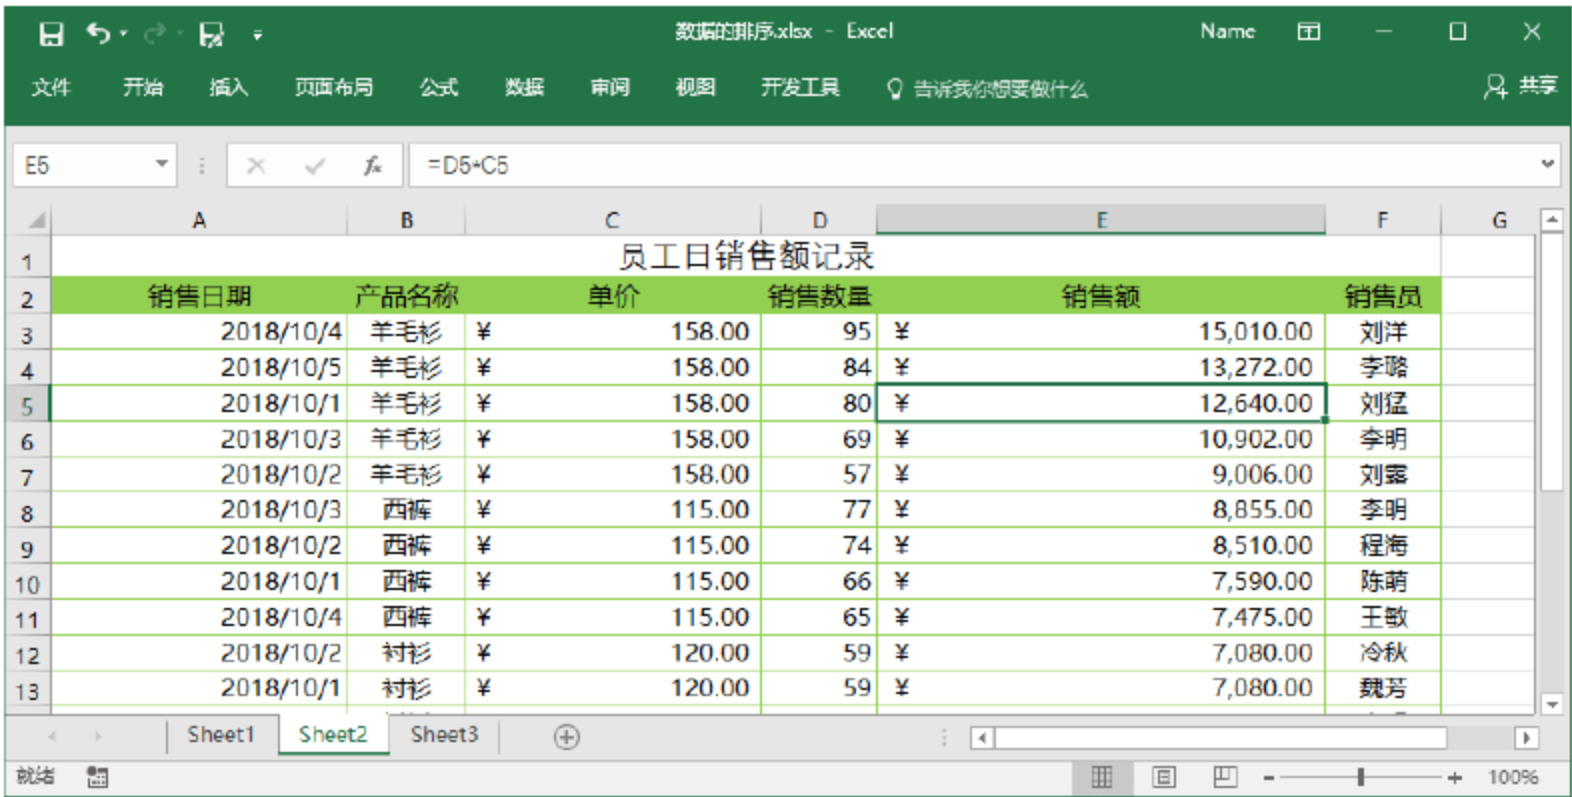 数据的排序.xlsx - Excel Name
文件 开始 插入 页面布局 公式 数据 审阅 视图 开发工具 告诉我你想要做什么 共享
E5 fx =D5*C5
A B C D E F G
1 员工日销售额记录
2 销售日期 产品名称 单价 销售数量 销售额 销售员
3 2018/10/4 羊毛衫 ¥ 158.00 95 ¥ 15,010.00 刘洋
4 2018/10/5 羊毛衫 ¥ 158.00 84 ¥ 13,272.00 李璐
5 2018/10/1 羊毛衫 ¥ 158.00 80 ¥ 12,640.00 刘猛
6 2018/10/3 羊毛衫 ¥ 158.00 69 ¥ 10,902.00 李明
7 2018/10/2 羊毛衫 ¥ 158.00 57 ¥ 9,006.00 刘露
8 2018/10/3 西裤 ¥ 115.00 77 ¥ 8,855.00 李明
9 2018/10/2 西裤 ¥ 115.00 74 ¥ 8,510.00 程海
10 2018/10/1 西裤 ¥ 115.00 66 ¥ 7,590.00 陈萌
11 2018/10/4 西裤 ¥ 115.00 65 ¥ 7,475.00 王敏
12 2018/10/2 衬衫 ¥ 120.00 59 ¥ 7,080.00 冷秋
13 2018/10/1 衬衫 ¥ 120.00 59 ¥ 7,080.00 魏芳
Sheet1 Sheet2 Sheet3
就绪 100%